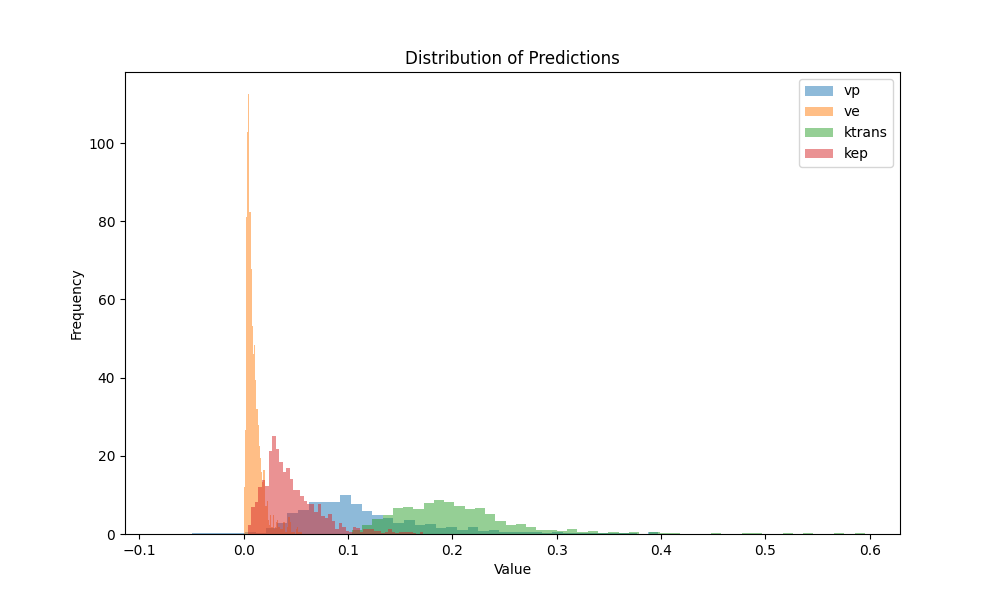 Distribution of Predictions
vp
ve
ktrans
kep
Frequency
100
80
60
40
20
0
−0.1 0.0 0.1 0.2 0.3 0.4 0.5 0.6
Value